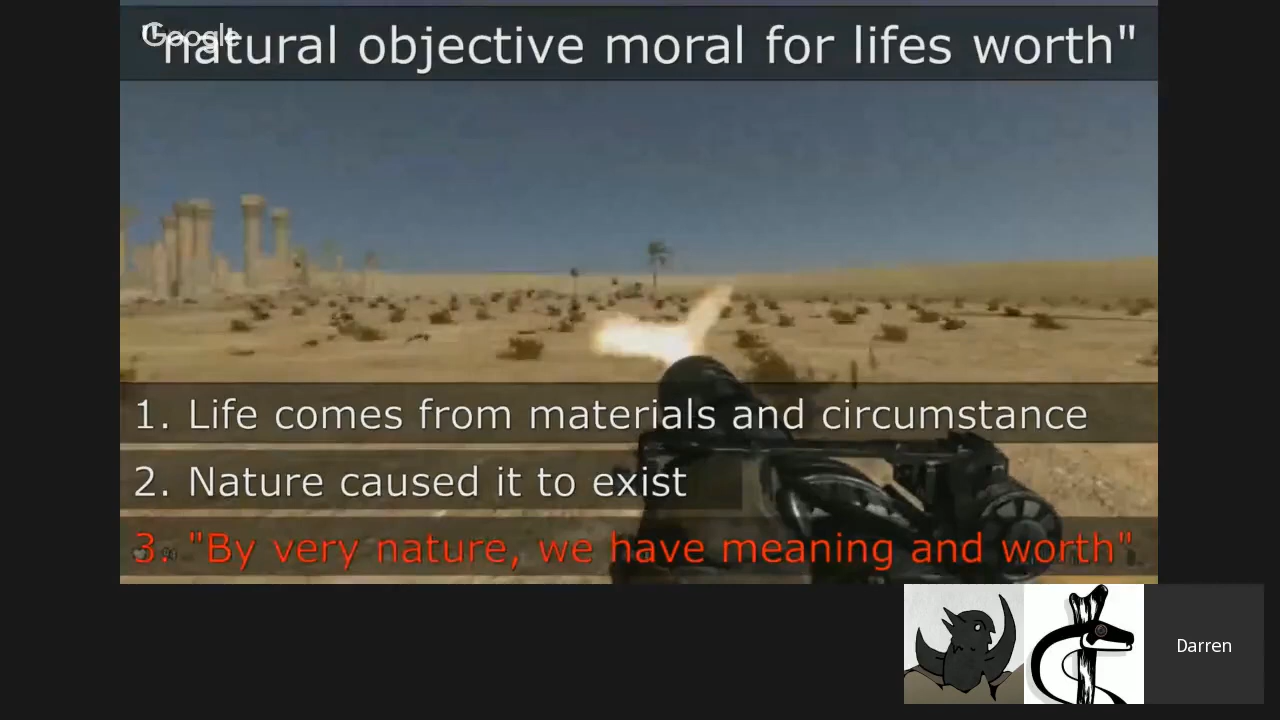 Google
"natural objective moral for lifes worth"
1. Life comes from materials and circumstance
2. Nature caused it to exist
3. "By very nature, we have meaning and worth"
94
Darren